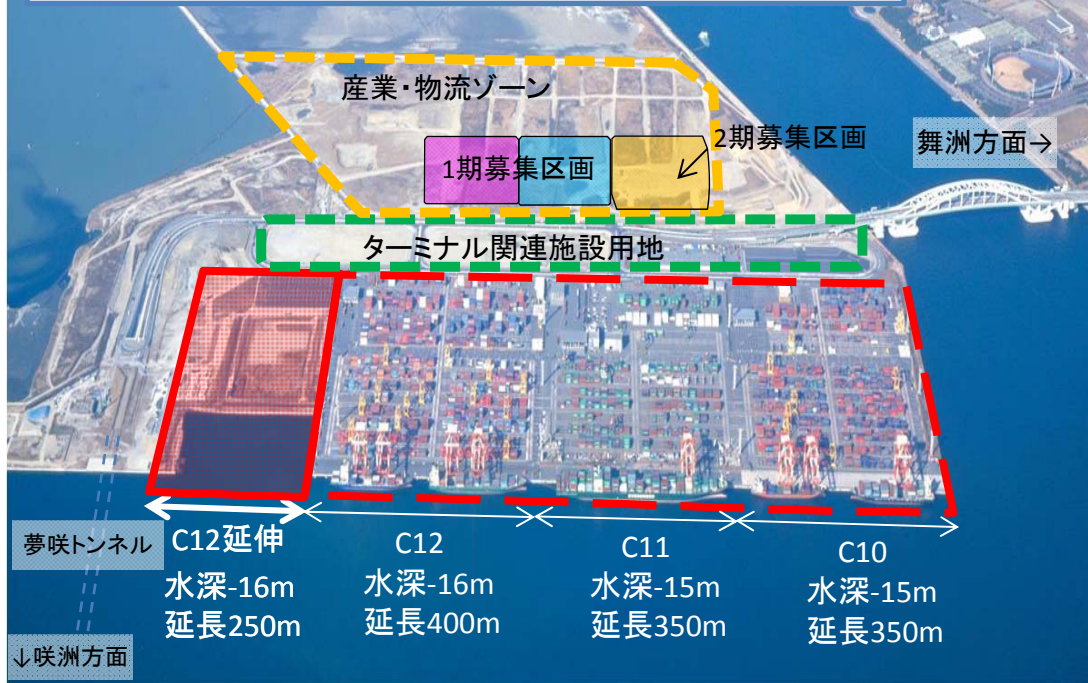 産業・物流ゾーン
2期募集区画
1期募集区画
舞洲方面→
ターミナル関連施設用地
夢咲トンネル
↓咲洲方面
C12延伸
水深-16m
延長250m
C12
水深-16m
延長400m
C11
水深-15m
延長350m
C10
水深-15m
延長350m